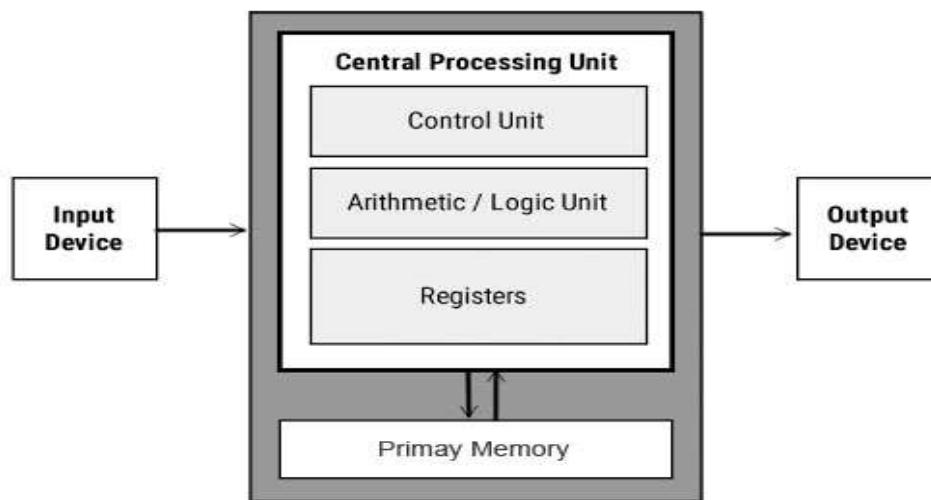 Central Processing Unit
Control Unit
Arithmetic / Logic Unit
Registers
Input
Device
Output
Device
Primay Memory